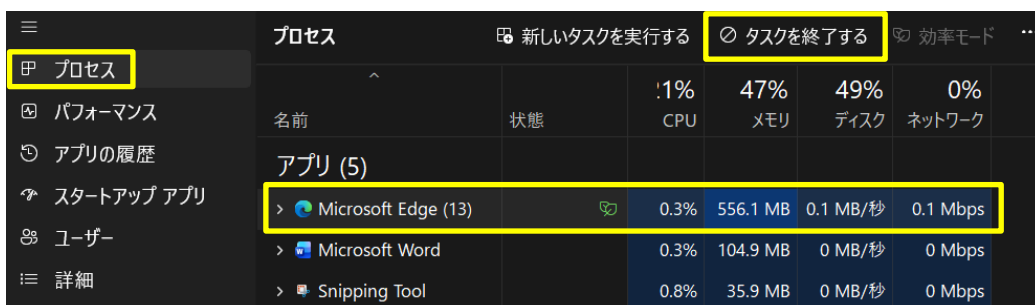 プロセス 新しいタスクを実行する タスクを終了する 効率モード ...
プロセス
パフォーマンス
アプリの履歴
スタートアップ アプリ
ユーザー
詳細
1% 47% 49% 0%
名前 状態 CPU メモリ ディスク ネットワーク
アプリ (5)
Microsoft Edge (13) 0.3% 556.1 MB 0.1 MB/秒 0.1 Mbps
Microsoft Word 0.3% 104.9 MB 0 MB/秒 0 Mbps
Snipping Tool 0.8% 35.9 MB 0 MB/秒 0 Mbps